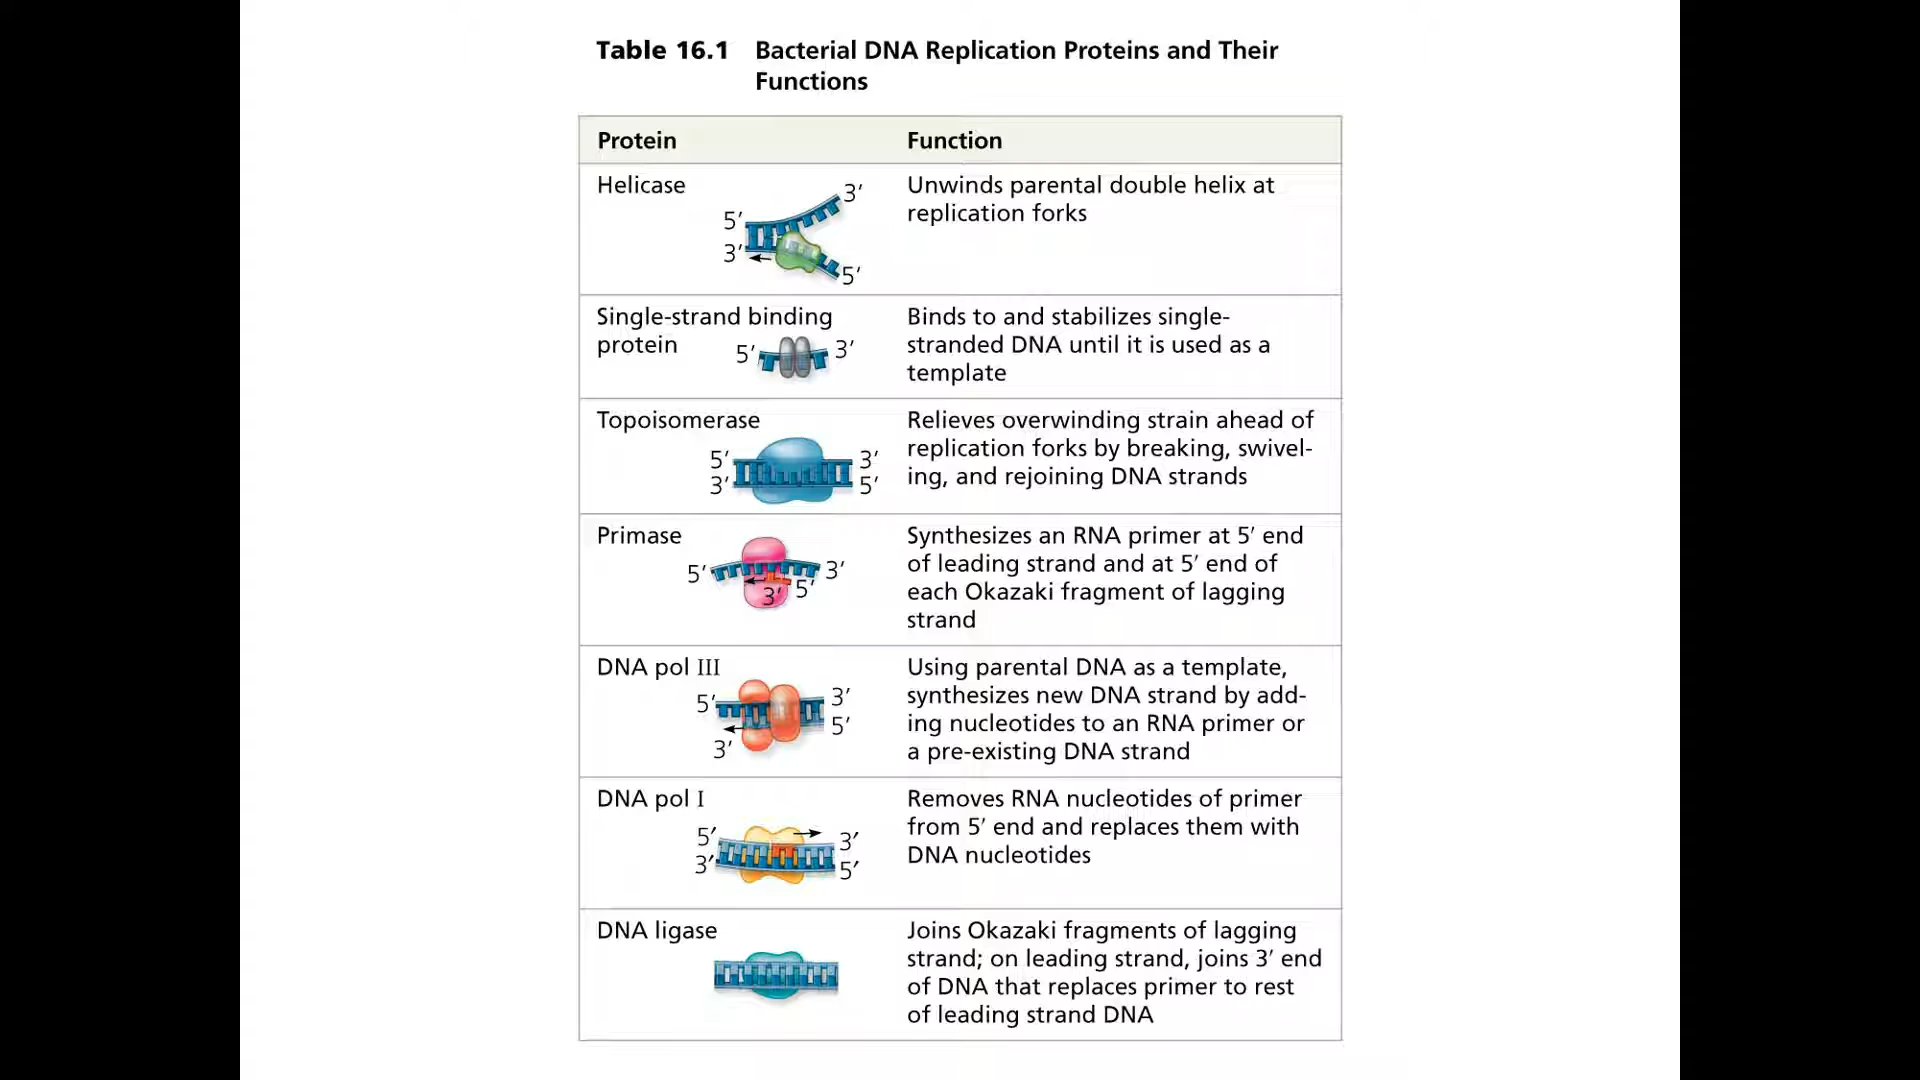 Table 16.1 Bacterial DNA Replication Proteins and Their
Functions
Protein Function
Helicase
3′
5′
3′
5′
Unwinds parental double helix at
replication forks
Single-strand binding
protein
5′ 3′
Binds to and stabilizes single-
stranded DNA until it is used as a
template
Topoisomerase
5′ 3′
3′ 5′
Relieves overwinding strain ahead of
replication forks by breaking, swivel-
ing, and rejoining DNA strands
Primase
5′ 3′
3′ 5′
Synthesizes an RNA primer at 5′ end
of leading strand and at 5′ end of
each Okazaki fragment of lagging
strand
DNA pol III
5′ 3′
5′
3′
Using parental DNA as a template,
synthesizes new DNA strand by add-
ing nucleotides to an RNA primer or
a pre-existing DNA strand
DNA pol I
5′ 3′
3′ 5′
Removes RNA nucleotides of primer
from 5′ end and replaces them with
DNA nucleotides
DNA ligase
Joins Okazaki fragments of lagging
strand; on leading strand, joins 3′ end
of DNA that replaces primer to rest
of leading strand DNA